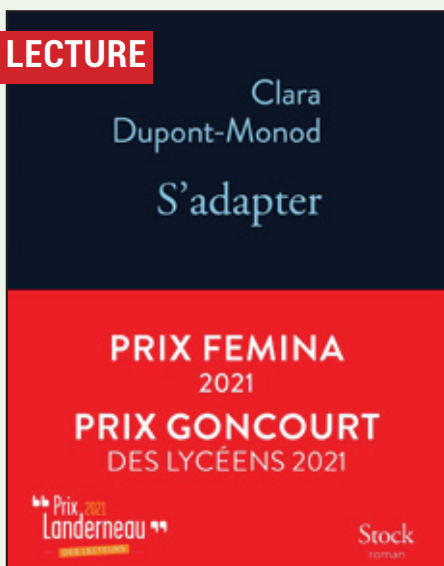 LECTURE
Clara
Dupont-Monod
S'adapter
PRIX FEMINA
2021
PRIX GONCOURT
DES LYCÉENS 2021
❝ Prix 2021
Landerneau ❞
DES LECTEURS
Stock
roman